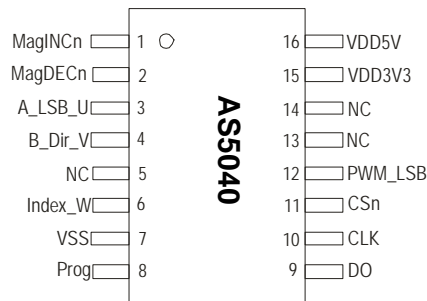 MagINCn 1 16 VDD5V
MagDECn 2 15 VDD3V3
A_LSB_U 3 14 NC
B_Dir_V 4 13 NC
NC 5 12 PWM_LSB
Index_W 6 11 CSn
VSS 7 10 CLK
Prog 8 9 DO
AS5040